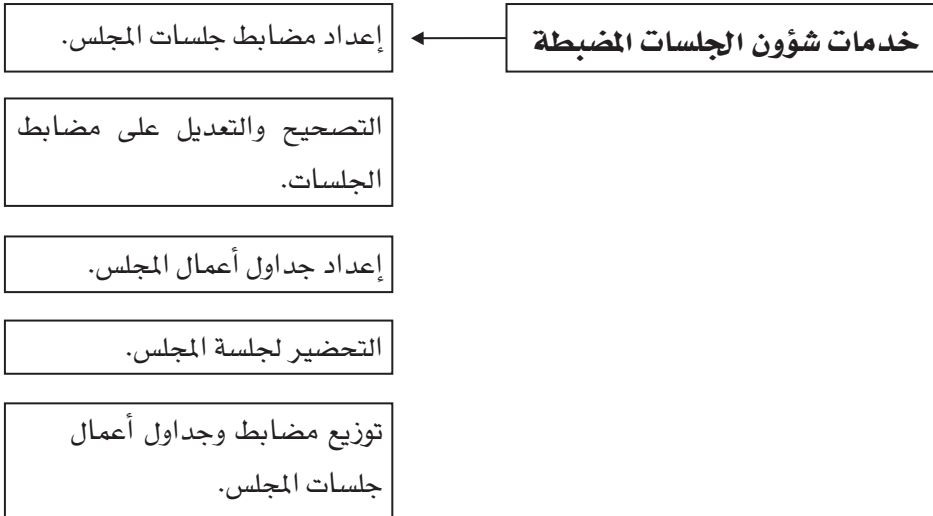 خدمات شؤون الجلسات المضبطة
إعداد مضابط جلسات المجلس.
التصحيح والتعديل على مضابط
الجلسات.
إعداد جداول أعمال المجلس.
التحضير لجلسة المجلس.
توزيع مضابط وجداول أعمال
جلسات المجلس.